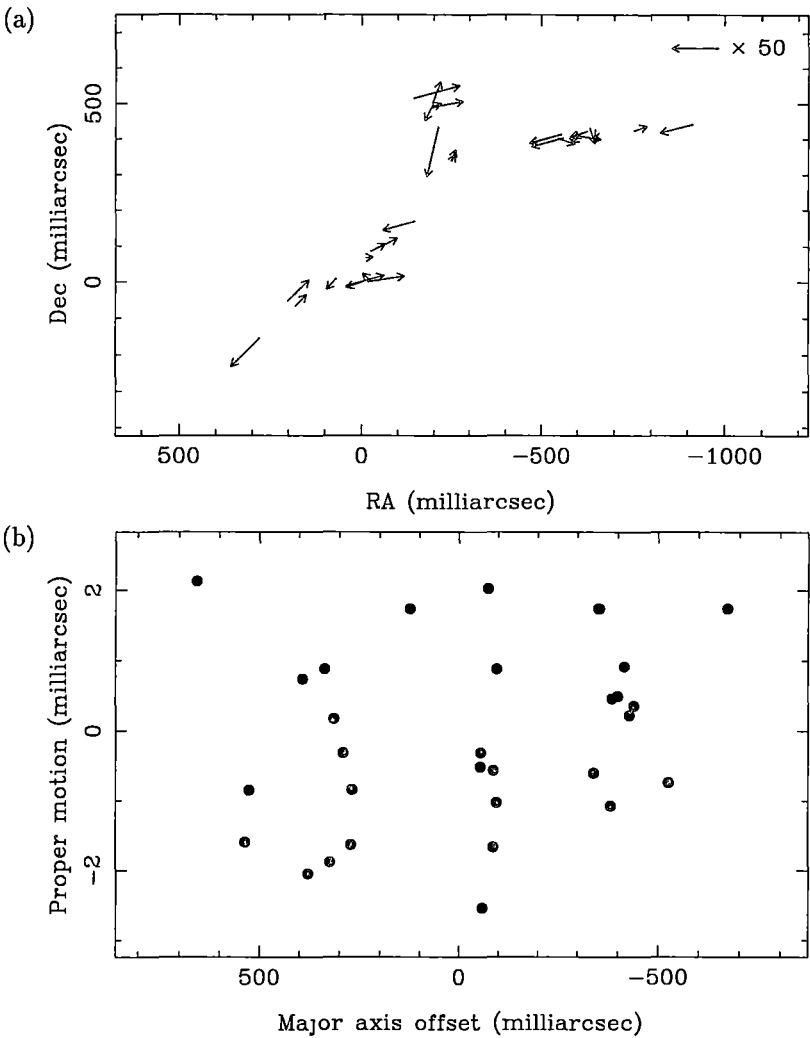 (a)
× 50
500
0
Dec (milliarcsec)
500
0
−500
−1000
RA (milliarcsec)
(b)
2
0
−2
Proper motion (milliarcsec)
500
0
−500
Major axis offset (milliarcsec)